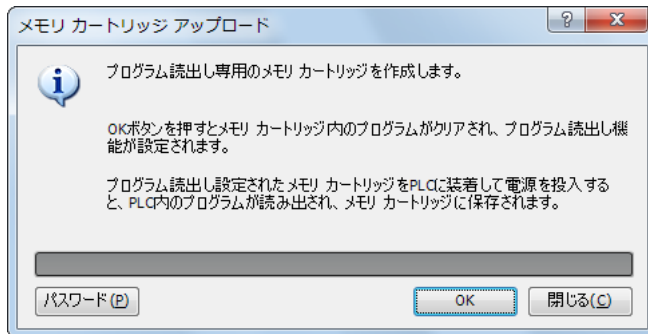 メモリ カートリッジ アップロード
プログラム読出し専用のメモリ カートリッジを作成します。
OKボタンを押すとメモリ カートリッジ内のプログラムがクリアされ、プログラム読出し機
能が設定されます。
プログラム読出し設定されたメモリ カートリッジをPLCに装着して電源を投入する
と、PLC内のプログラムが読み出され、メモリ カートリッジに保存されます。
パスワード(P) OK 閉じる(C)